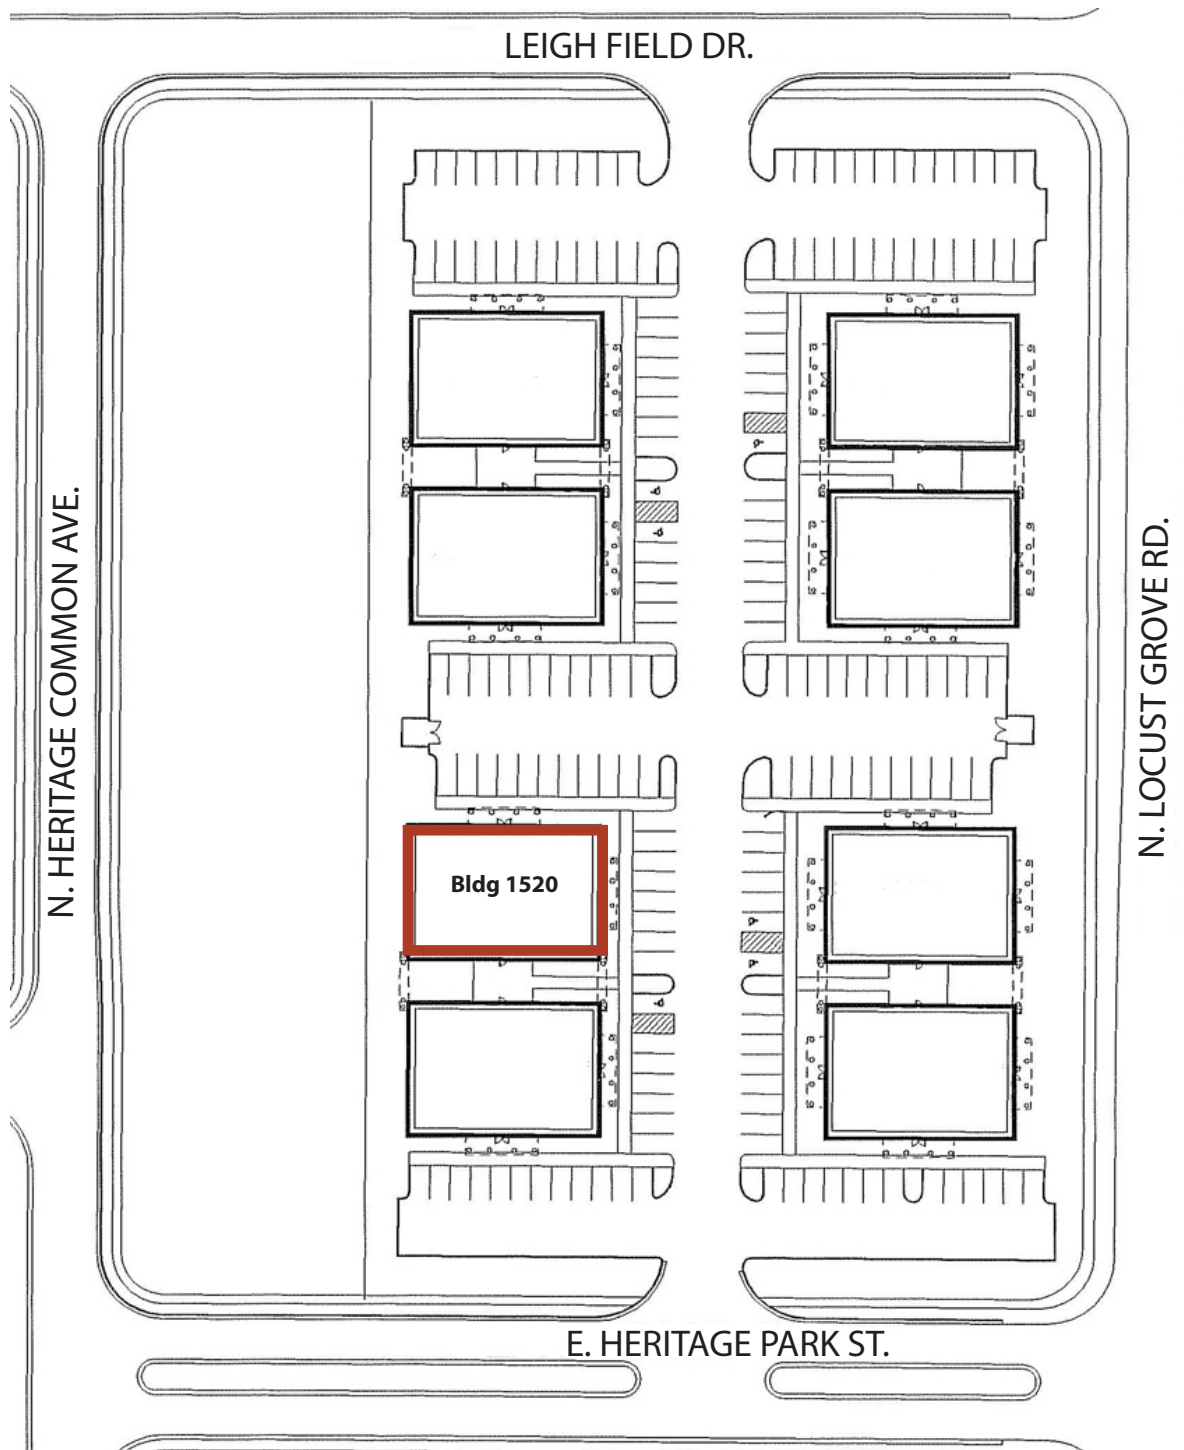 LEIGH FIELD DR.
N. HERITAGE COMMON AVE.
N. LOCUST GROVE RD.
Bldg 1520
E. HERITAGE PARK ST.